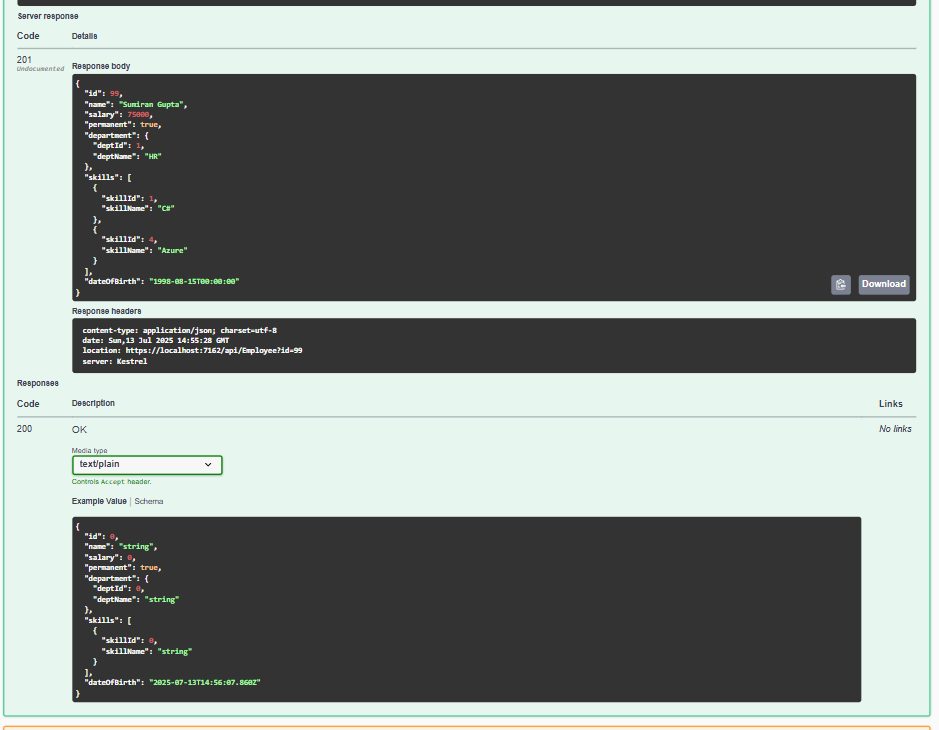 Server response
Code Details
201
Undocumented
Response body
{
  "id": 99,
  "name": "Sumiran Gupta",
  "salary": 75000,
  "permanent": true,
  "department": {
    "deptId": 1,
    "deptName": "HR"
  },
  "skills": [
    {
      "skillId": 1,
      "skillName": "C#"
    },
    {
      "skillId": 4,
      "skillName": "Azure"
    }
  ],
  "dateOfBirth": "1998-08-15T00:00:00"
}
Download
Response headers
content-type: application/json; charset=utf-8
date: Sun,13 Jul 2025 14:55:28 GMT
location: https://localhost:7162/api/Employee?id=99
server: Kestrel
Responses
Code Description Links
200 OK No links
Media type
text/plain
Controls Accept header.
Example Value | Schema
{
  "id": 0,
  "name": "string",
  "salary": 0,
  "permanent": true,
  "department": {
    "deptId": 0,
    "deptName": "string"
  },
  "skills": [
    {
      "skillId": 0,
      "skillName": "string"
    }
  ],
  "dateOfBirth": "2025-07-13T14:56:07.860Z"
}